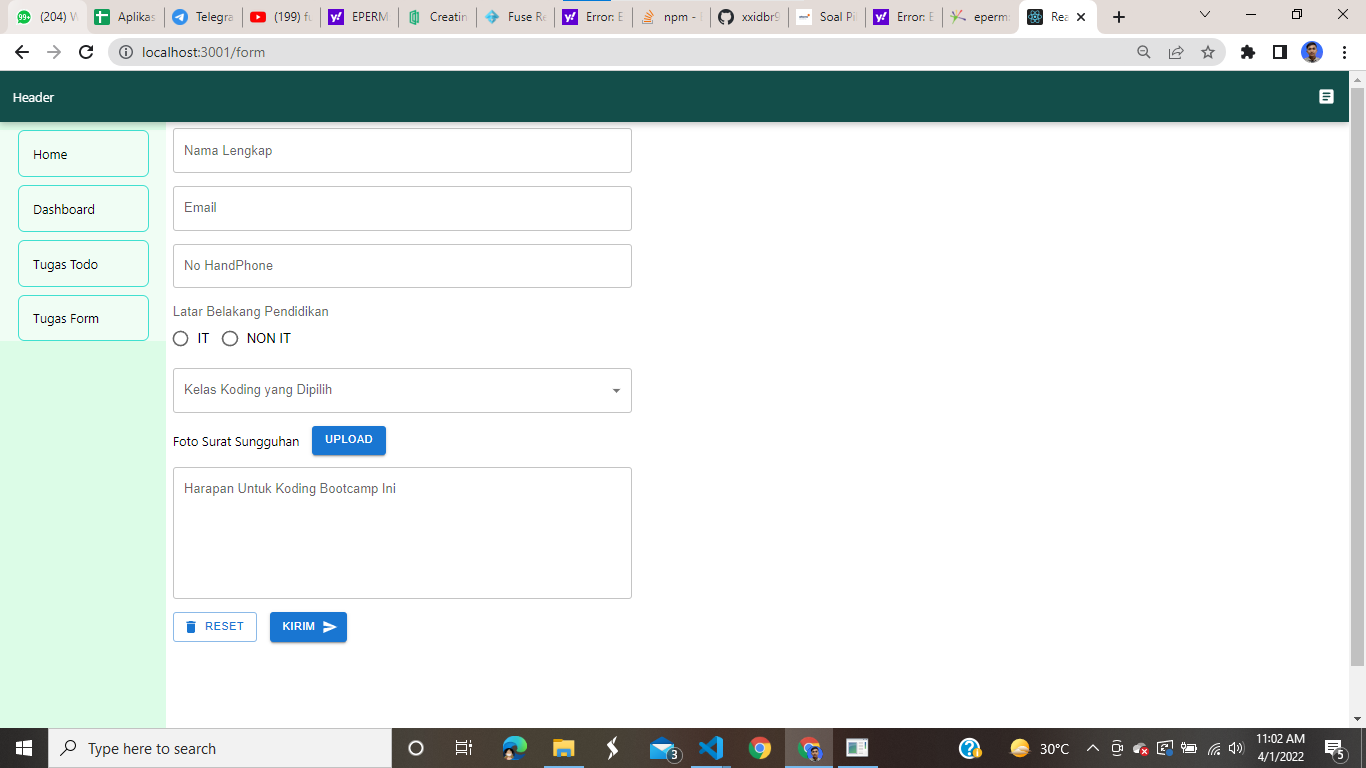 (204) W
Aplikas
Telegra
(199) fu
EPERM
Creatin
Fuse Re
Error: E
npm - 
xxidbr9
Soal Pi
Error: E
eperm:
Rea
localhost:3001/form
Header
Home
Dashboard
Tugas Todo
Tugas Form
Nama Lengkap
Email
No HandPhone
Latar Belakang Pendidikan
IT NON IT
Kelas Koding yang Dipilih
Foto Surat Sungguhan UPLOAD
Harapan Untuk Koding Bootcamp Ini
RESET KIRIM
Type here to search
3
30°C
11:02 AM
4/1/2022
5